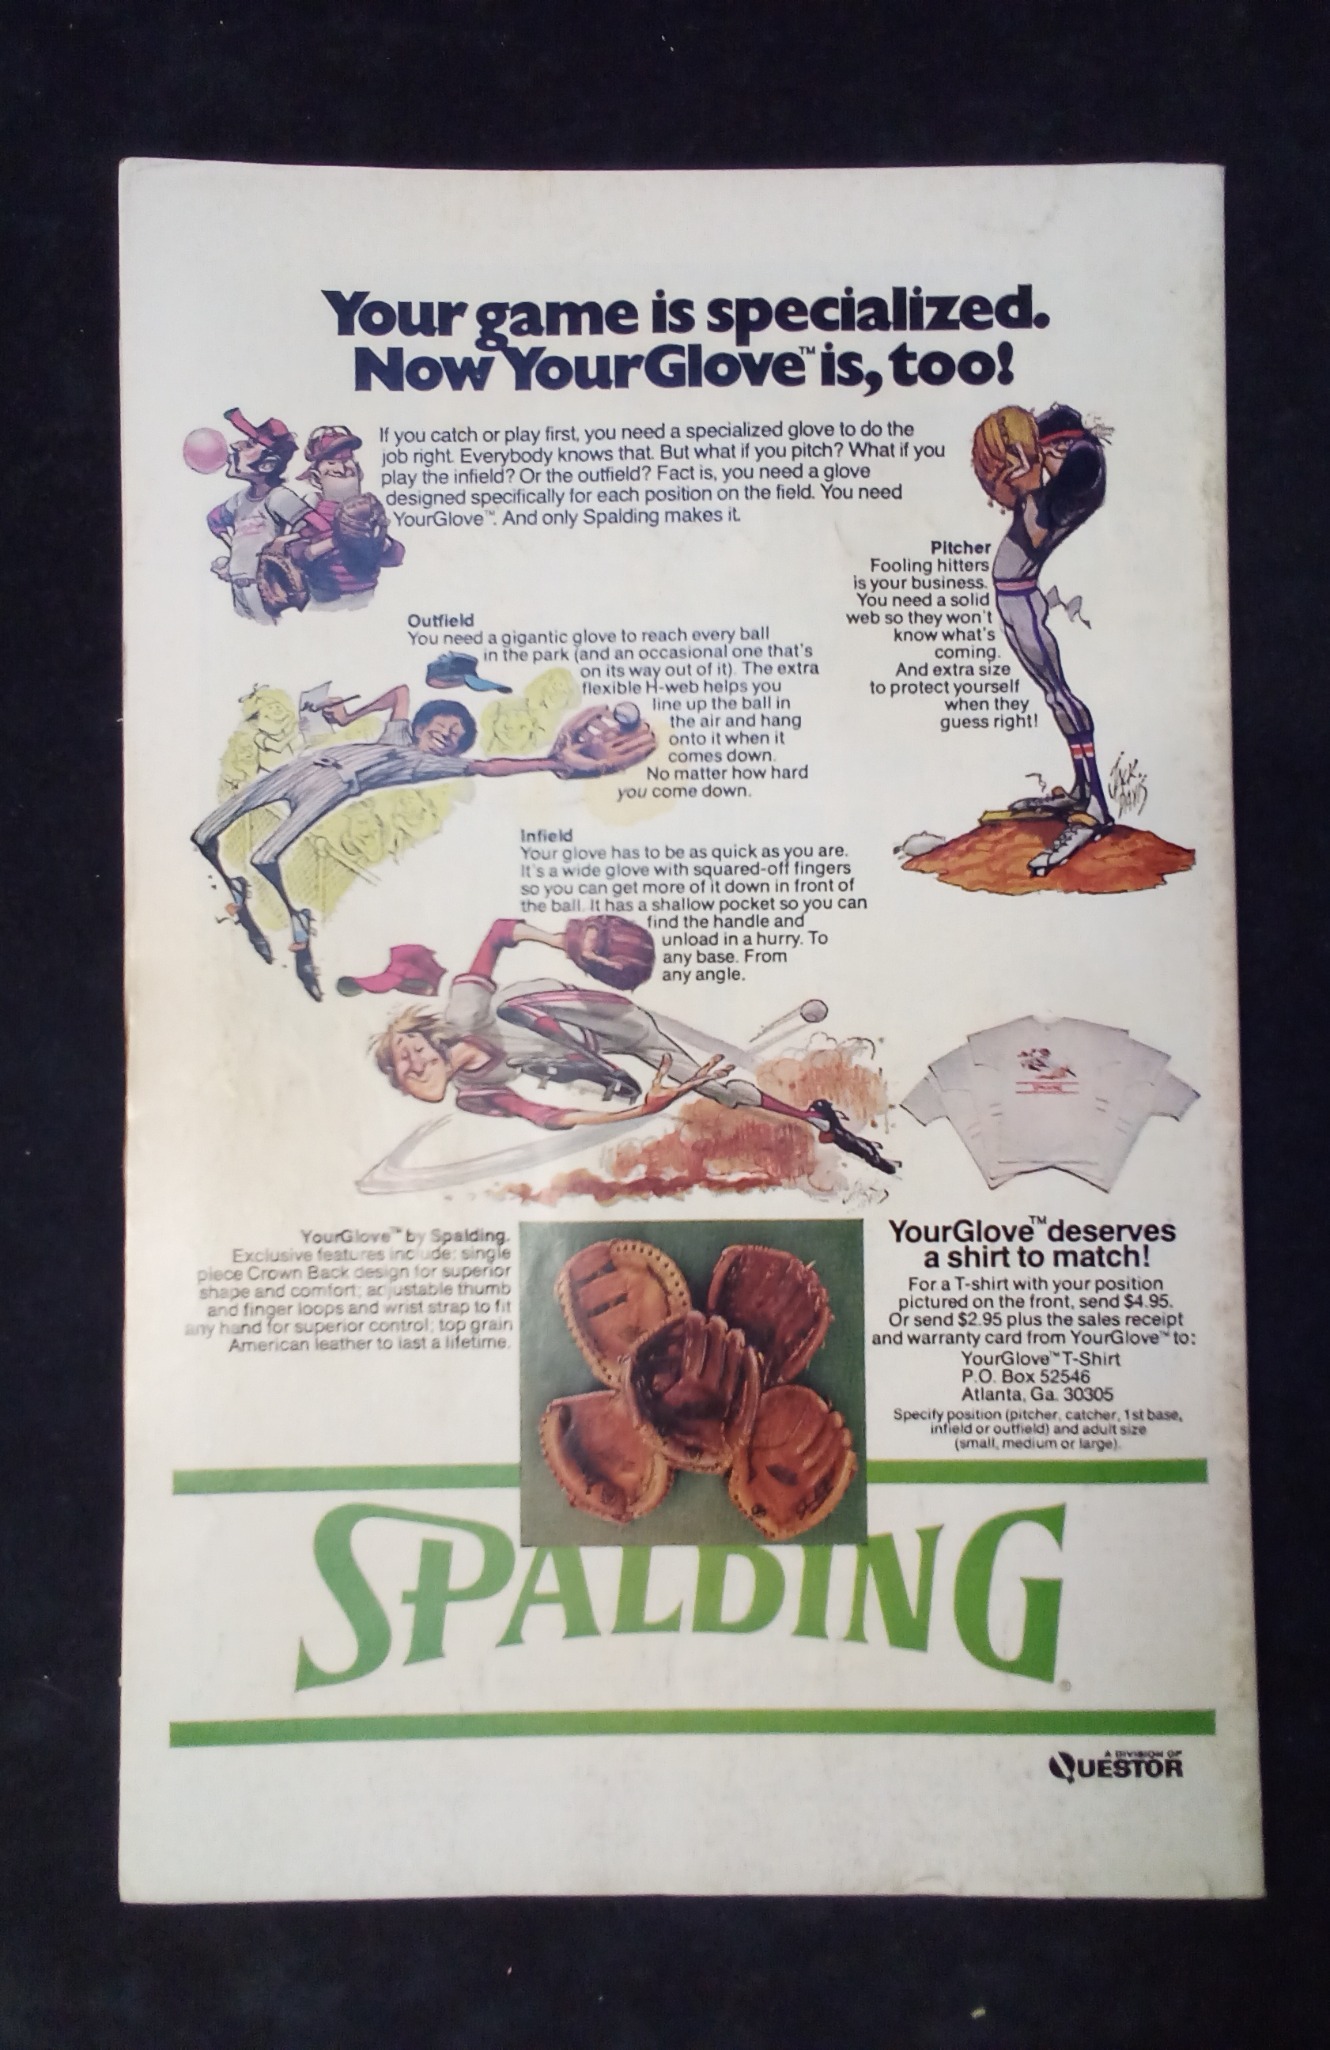 Your game is specialized.
Now YourGlove™ is, too!
If you catch or play first, you need a specialized glove to do the
job right. Everybody knows that. But what if you pitch? What if you
play the infield? Or the outfield? Fact is, you need a glove
designed specifically for each position on the field. You need
YourGlove™. And only Spalding makes it.
Pitcher
Fooling hitters
is your business.
You need a solid
web so they won't
know what's
coming.
And extra size
to protect yourself
when they
guess right!
JACK
DAVIS
Outfield
You need a gigantic glove to reach every ball
in the park (and an occasional one that's
on its way out of it). The extra
flexible H-web helps you
line up the ball in
the air and hang
onto it when it
comes down.
No matter how hard
you come down.
Infield
Your glove has to be as quick as you are.
It's a wide glove with squared-off fingers
so you can get more of it down in front of
the ball. It has a shallow pocket so you can
find the handle and
unload in a hurry. To
any base. From
any angle.
SPALDING
YourGlove™ by Spalding.
Exclusive features include: single
piece Crown Back design for superior
shape and comfort; adjustable thumb
and finger loops and wrist strap to fit
any hand for superior control; top grain
American leather to last a lifetime.
YourGlove™ deserves
a shirt to match!
For a T-shirt with your position
pictured on the front, send $4.95.
Or send $2.95 plus the sales receipt
and warranty card from YourGlove™ to:
YourGlove™ T-Shirt
P.O. Box 52546
Atlanta, Ga. 30305
Specify position (pitcher, catcher, 1st base,
infield or outfield) and adult size
(small, medium or large).
SPALDING®
A DIVISION OF
QUESTOR